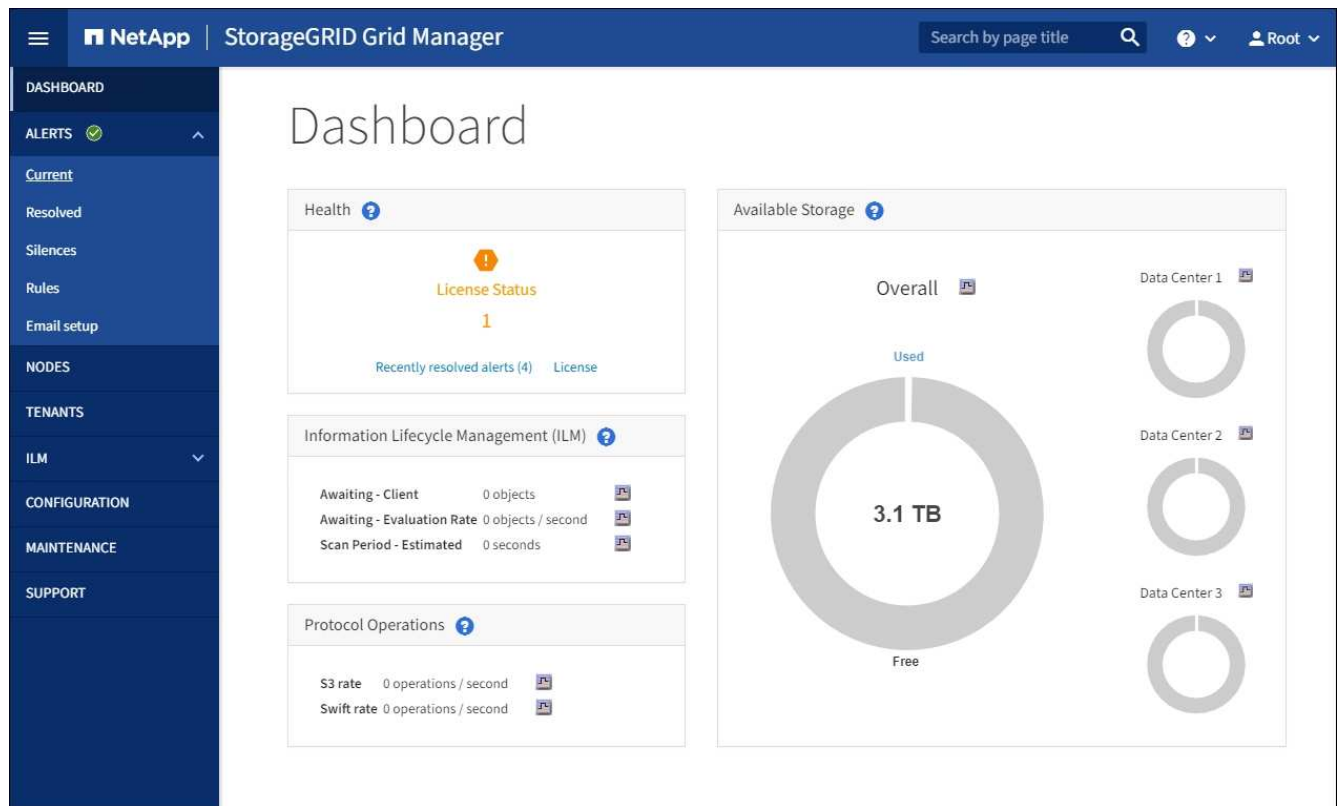 NetApp | StorageGRID Grid Manager
Search by page title
Root
DASHBOARD
ALERTS
Current
Resolved
Silences
Rules
Email setup
NODES
TENANTS
ILM
CONFIGURATION
MAINTENANCE
SUPPORT
Dashboard
Health ?
!
License Status
1
Recently resolved alerts (4) License
Information Lifecycle Management (ILM) ?
Awaiting - Client 0 objects
Awaiting - Evaluation Rate 0 objects / second
Scan Period - Estimated 0 seconds
Protocol Operations ?
S3 rate 0 operations / second
Swift rate 0 operations / second
Available Storage ?
Overall
Used
3.1 TB
Free
Data Center 1
Data Center 2
Data Center 3